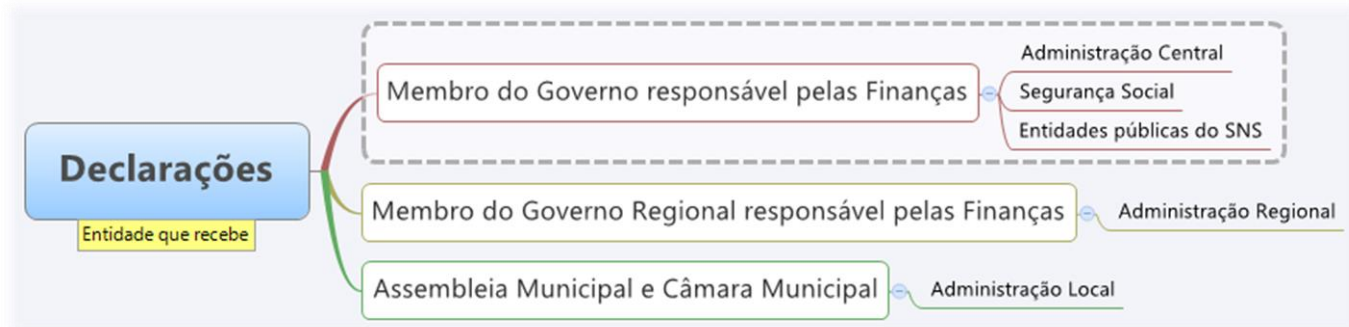 Declarações
Entidade que recebe
Membro do Governo responsável pelas Finanças
Administração Central
Segurança Social
Entidades públicas do SNS
Membro do Governo Regional responsável pelas Finanças
Administração Regional
Assembleia Municipal e Câmara Municipal
Administração Local